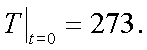 T|t=0 = 273.